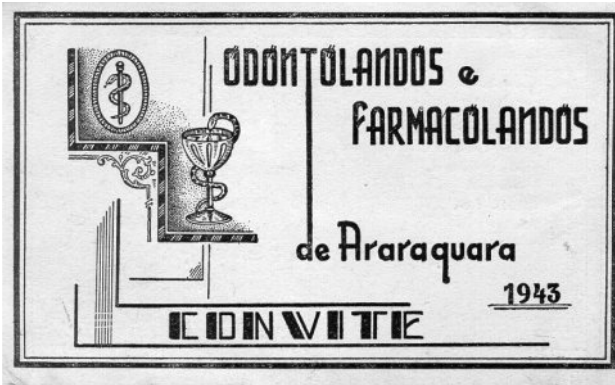 ODONTOLANDOS e
FARMACOLANDOS
de Araraquara
1943
CONVITE